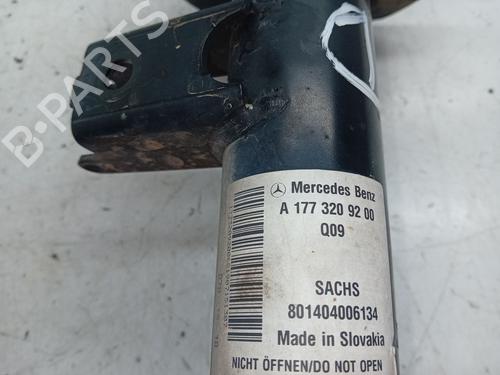 B-PARTS
Mercedes Benz
A 177 320 92 00
Q09
SACHS
801404006134
Made in Slovakia
NICHT ÖFFNEN/DO NOT OPEN